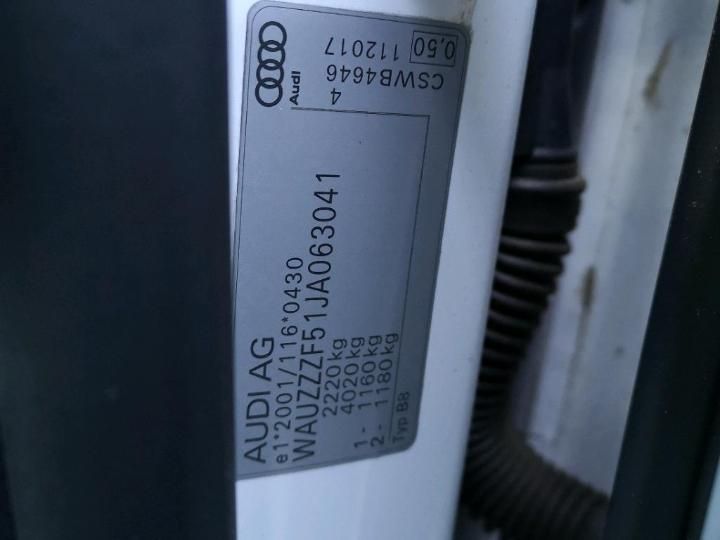 AUDI AG
e1*2001/116*0430
WAUZZZF51JA063041
2220kg
4020kg
1 - 1160kg
2 - 1180kg
Typ B8
Audi
0,50
112017
CSWB4646
4